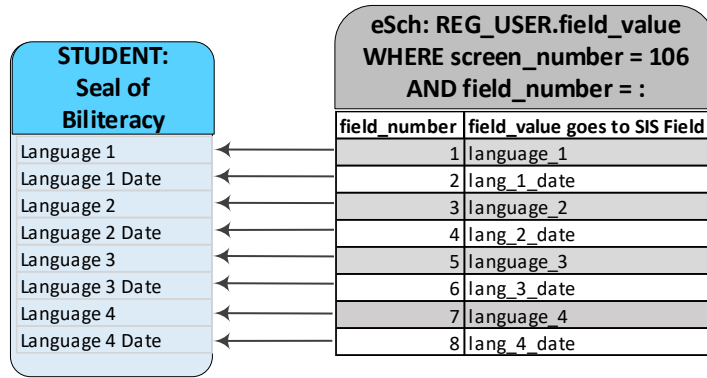 STUDENT:
Seal of
Biliteracy
Language 1
Language 1 Date
Language 2
Language 2 Date
Language 3
Language 3 Date
Language 4
Language 4 Date
eSch: REG_USER.field_value
WHERE screen_number = 106
AND field_number = :
field_number field_value goes to SIS Field
1 language_1
2 lang_1_date
3 language_2
4 lang_2_date
5 language_3
6 lang_3_date
7 language_4
8 lang_4_date